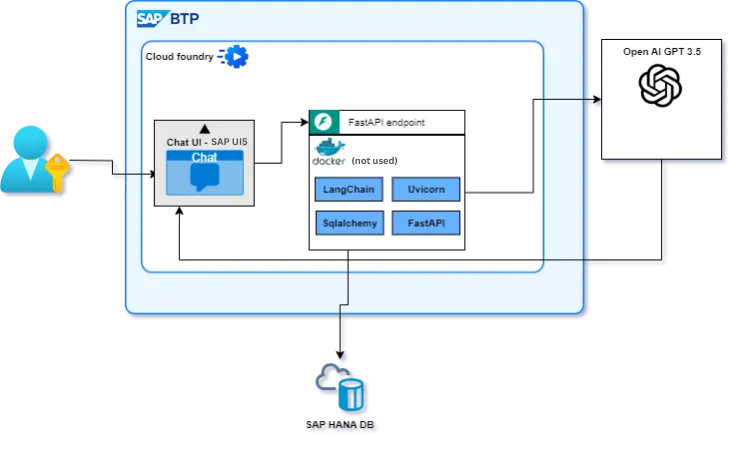 SAP BTP
Cloud foundry
Open AI GPT 3.5
FastAPI endpoint
Chat UI - SAP UI5
Chat
docker (not used)
LangChain
Uvicorn
Sqlalchemy
FastAPI
SAP HANA DB